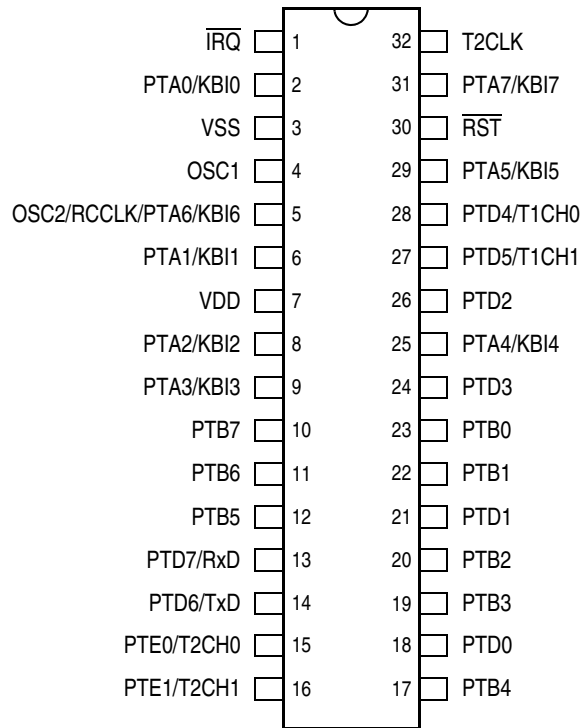 IRQ 1 32 T2CLK
PTA0/KBI0 2 31 PTA7/KBI7
VSS 3 30 RST
OSC1 4 29 PTA5/KBI5
OSC2/RCCLK/PTA6/KBI6 5 28 PTD4/T1CH0
PTA1/KBI1 6 27 PTD5/T1CH1
VDD 7 26 PTD2
PTA2/KBI2 8 25 PTA4/KBI4
PTA3/KBI3 9 24 PTD3
PTB7 10 23 PTB0
PTB6 11 22 PTB1
PTB5 12 21 PTD1
PTD7/RxD 13 20 PTB2
PTD6/TxD 14 19 PTB3
PTE0/T2CH0 15 18 PTD0
PTE1/T2CH1 16 17 PTB4